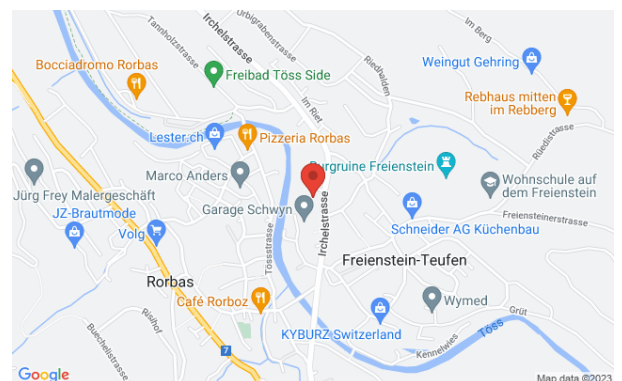 Urbigrabenstrasse
Irchelstrasse
Tannholzstrasse
Im Berg
Bocciadromo Rorbas
Freibad Töss Side
Riedhalden
Weingut Gehring
Im Riet
Rebhaus mitten
im Rebberg
Lester.ch
Pizzeria Rorbas
Rüedistrasse
Burgruine Freienstein
Marco Anders
Jürg Frey Malergeschäft
Wohnschule auf
dem Freienstein
Garage Schwyn
JZ-Brautmode
Volg
Irchelstrasse
Freiensteinerstrasse
Schneider AG Küchenbau
Tössstrasse
Freienstein-Teufen
Rorbas
Café Rorboz
Wymed
Rislhof
Buechelistrasse
KYBURZ Switzerland
Grüt
Töss
Kennelwies
7
Google
Map data ©2023